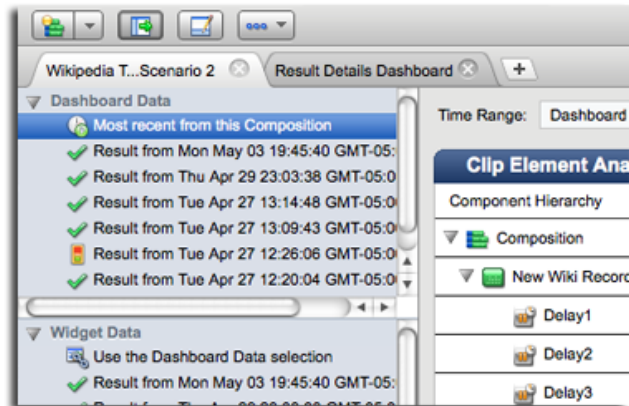 Wikipedia T...Scenario 2
Result Details Dashboard
+
Dashboard Data
Most recent from this Composition
Result from Mon May 03 19:45:40 GMT-05:
Result from Thu Apr 29 23:03:38 GMT-05:0
Result from Tue Apr 27 13:14:48 GMT-05:00
Result from Tue Apr 27 13:09:43 GMT-05:00
Result from Tue Apr 27 12:26:06 GMT-05:00
Result from Tue Apr 27 12:20:04 GMT-05:00
Widget Data
Use the Dashboard Data selection
Result from Mon May 03 19:45:40 GMT-05:
Time Range: Dashboard
Clip Element Ana
Component Hierarchy
Composition
New Wiki Record
Delay1
Delay2
Delay3